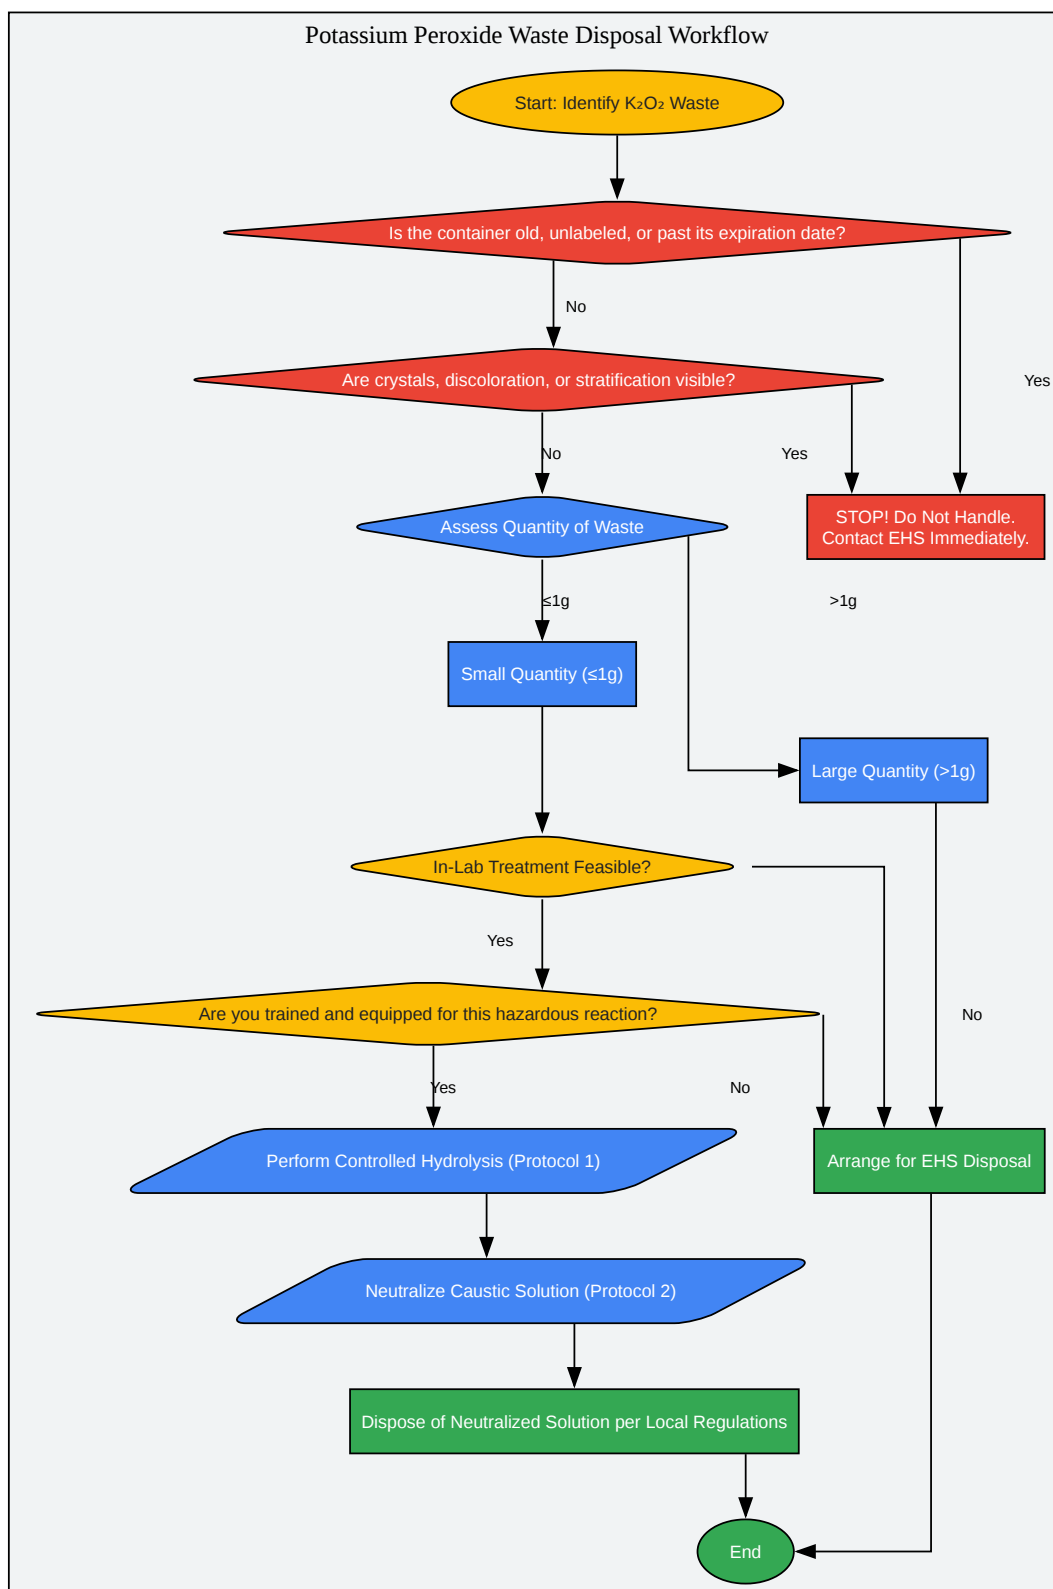 Potassium Peroxide Waste Disposal Workflow
Start: Identify K₂O₂ Waste
Is the container old, unlabeled, or past its expiration date?
No
Are crystals, discoloration, or stratification visible?
Yes
No
Yes
STOP! Do Not Handle.
Contact EHS Immediately.
Assess Quantity of Waste
≤1g
>1g
Small Quantity (≤1g)
Large Quantity (>1g)
In-Lab Treatment Feasible?
Yes
Are you trained and equipped for this hazardous reaction?
No
Yes
No
Perform Controlled Hydrolysis (Protocol 1)
Arrange for EHS Disposal
Neutralize Caustic Solution (Protocol 2)
Dispose of Neutralized Solution per Local Regulations
End